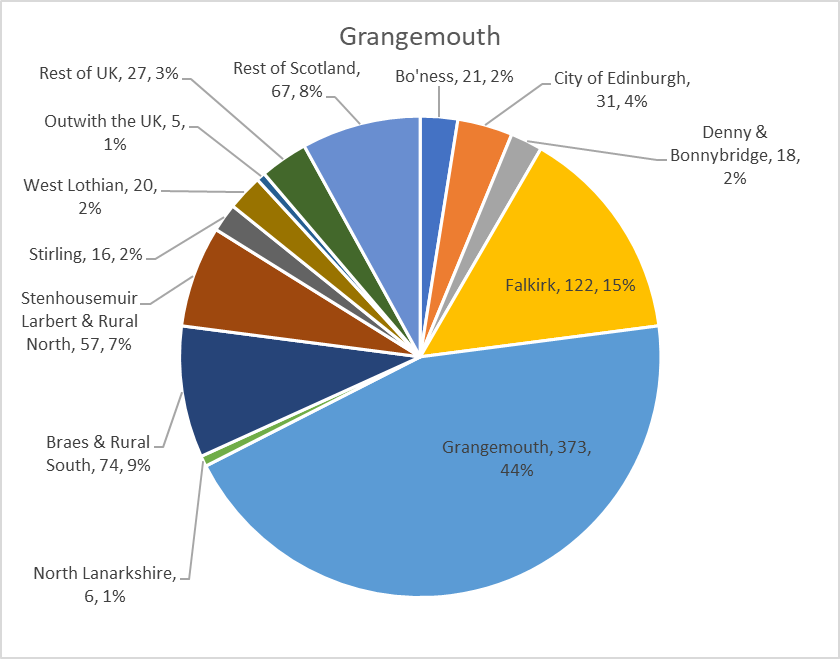 Grangemouth
Bo'ness, 21, 2%
City of Edinburgh,
31, 4%
Denny &
Bonnybridge, 18,
2%
Falkirk, 122, 15%
Grangemouth, 373,
44%
North Lanarkshire,
6, 1%
Braes & Rural
South, 74, 9%
Stenhousemuir
Larbert & Rural
North, 57, 7%
Stirling, 16, 2%
West Lothian, 20,
2%
Outwith the UK, 5,
1%
Rest of UK, 27, 3%
Rest of Scotland,
67, 8%